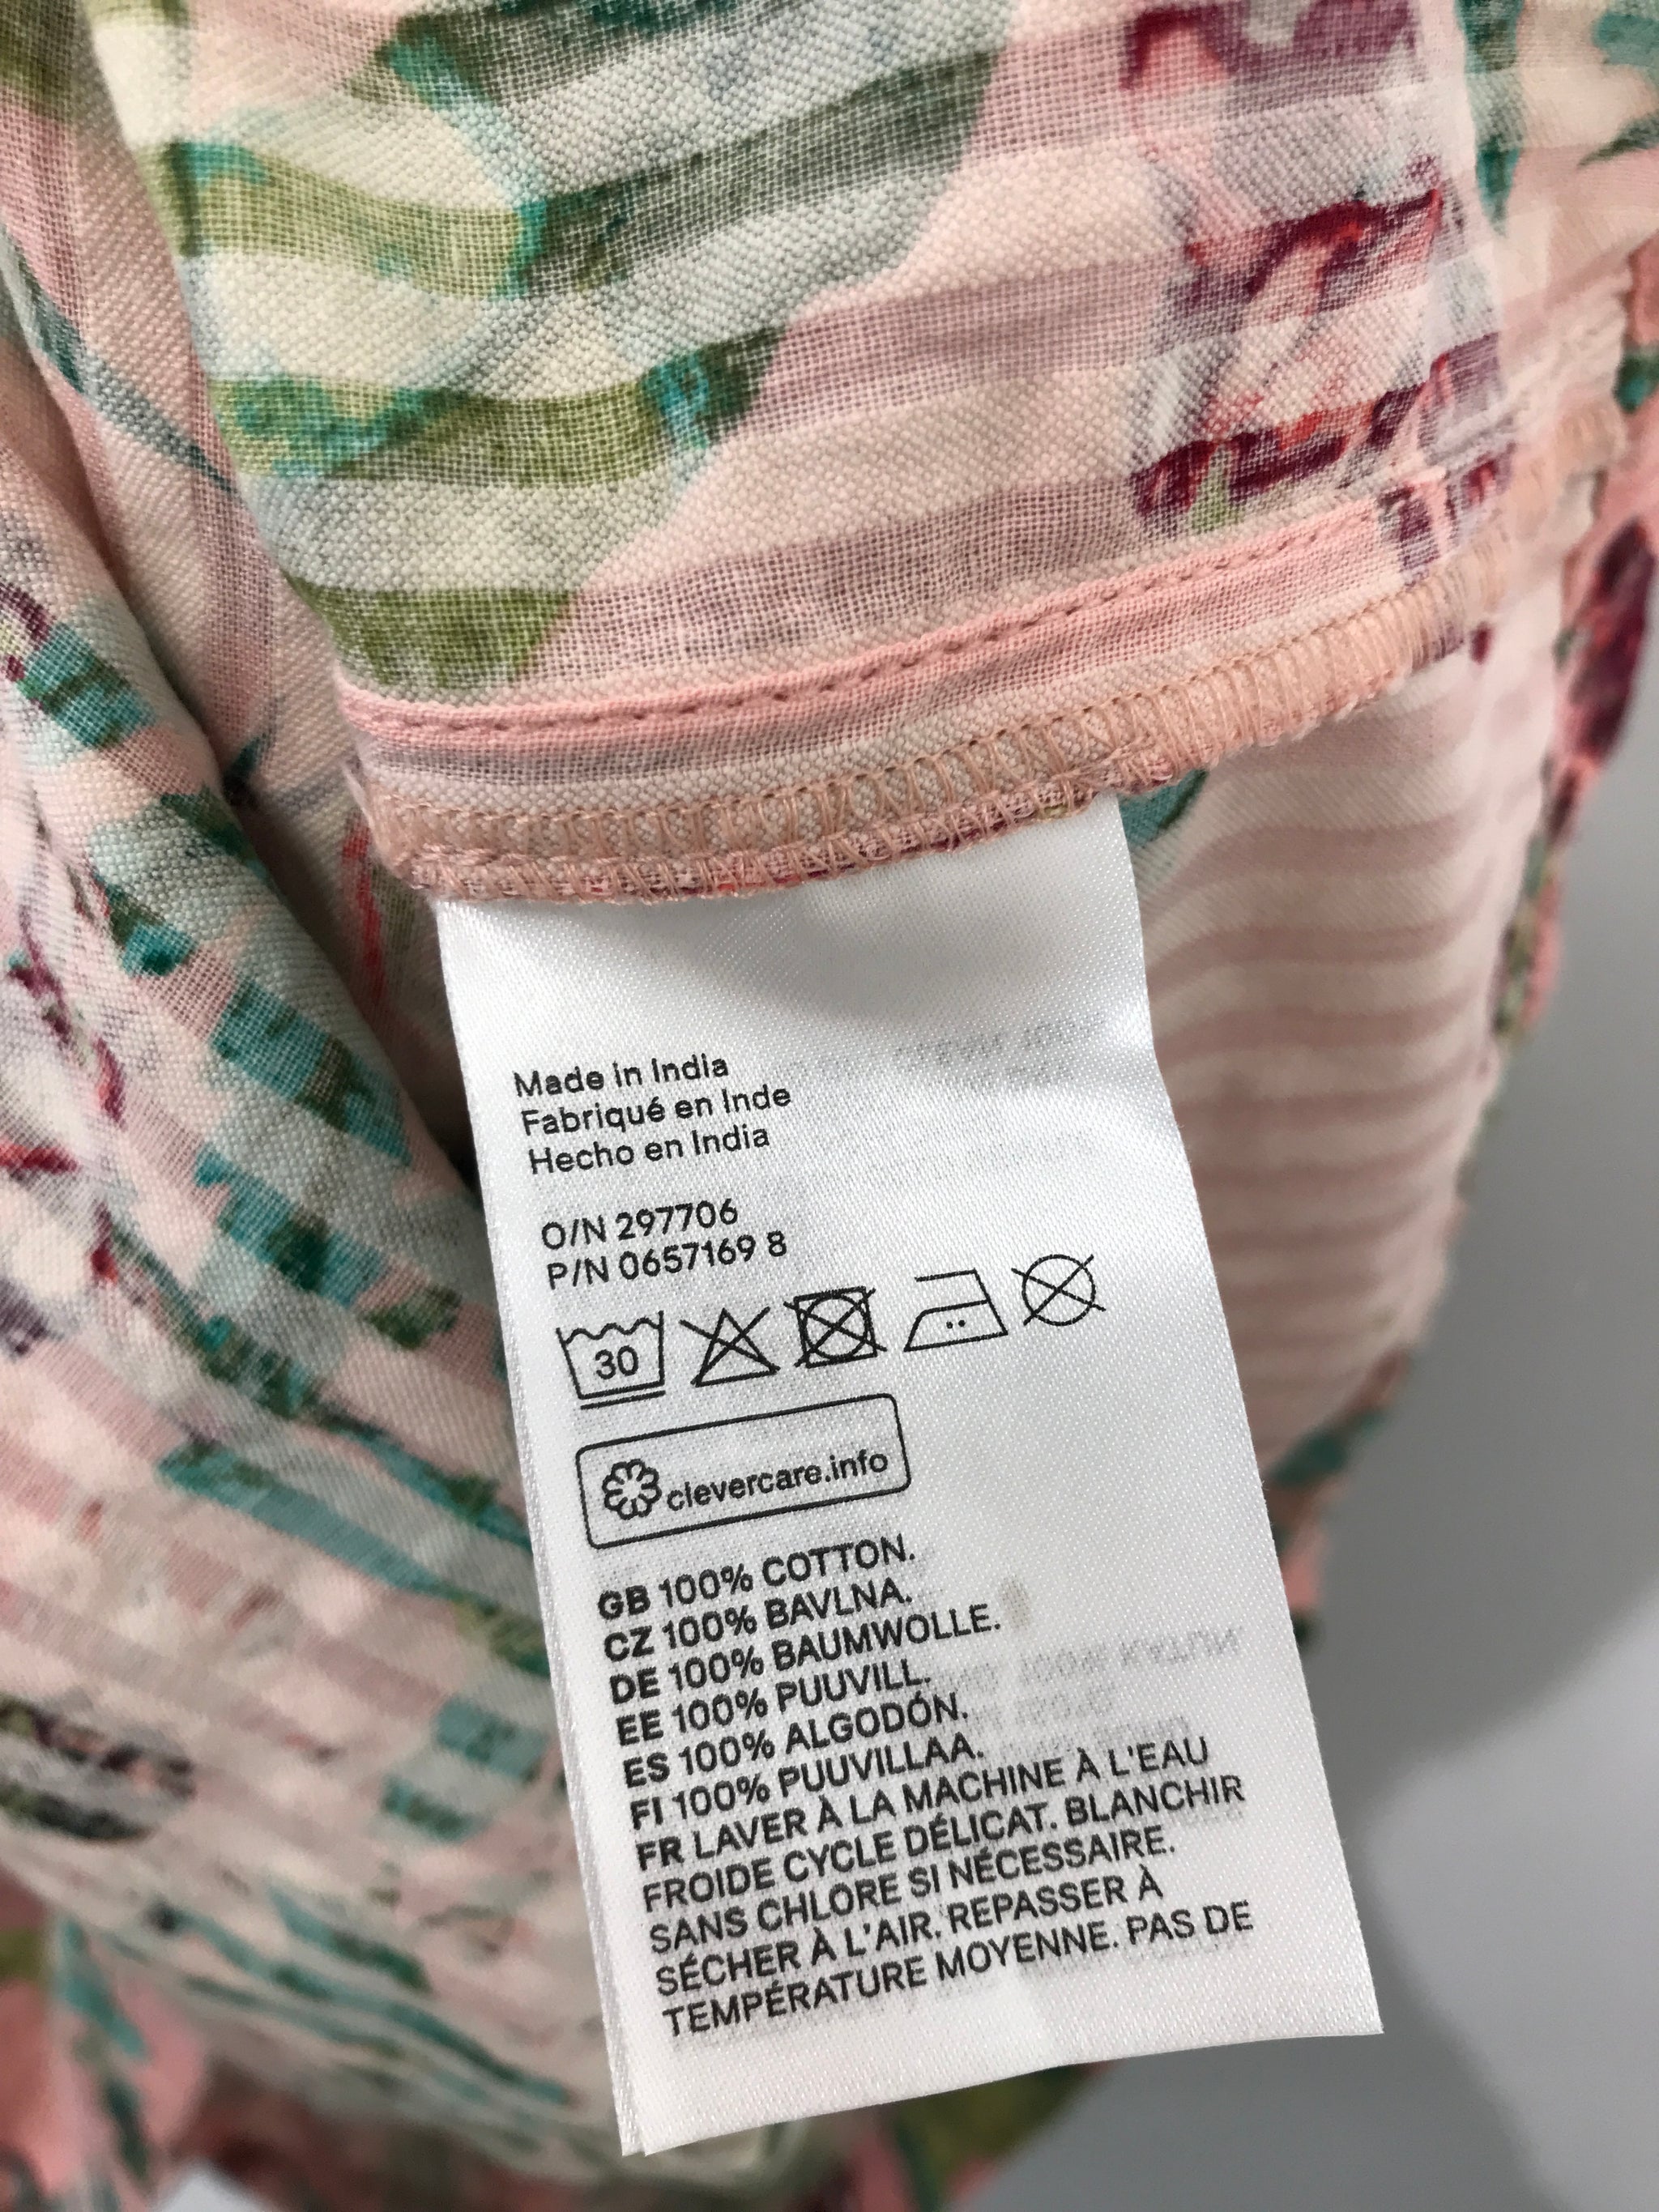 Made in India
Fabriqué en Inde
Hecho en India
O/N 297706
P/N 0657169 8
30
clevercare.info
GB 100% COTTON.
CZ 100% BAVLNA.
DE 100% BAUMWOLLE.
EE 100% PUUVILL.
ES 100% ALGODÓN.
FI 100% PUUVILLAA.
FR LAVER À LA MACHINE À L'EAU
FROIDE CYCLE DÉLICAT. BLANCHIR
SANS CHLORE SI NÉCESSAIRE.
SÉCHER À L'AIR. REPASSER À
TEMPÉRATURE MOYENNE. PAS DE